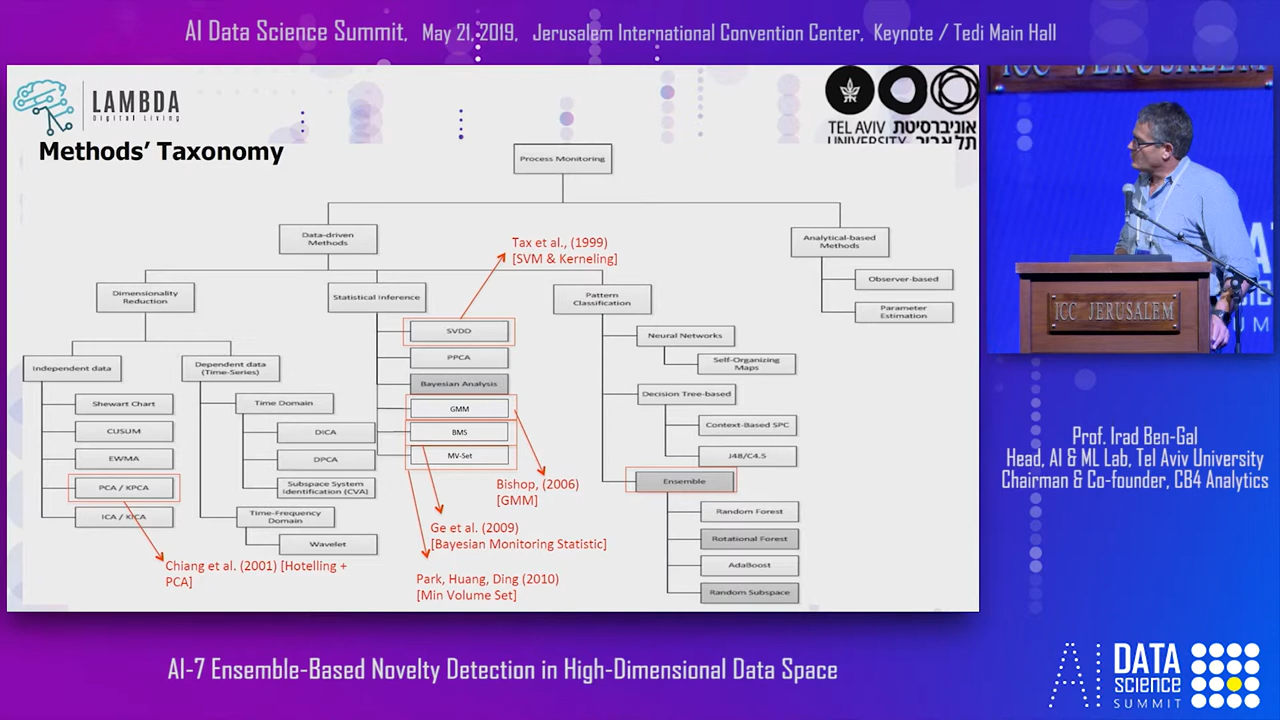 AI Data Science Summit, May 21, 2019, Jerusalem International Convention Center, Keynote / Tedi Main Hall
LAMBDA
Digital Living
TEL AVIV אוניברסיטת
UNIVERSITY תל אביב
Methods' Taxonomy
Process Monitoring
Data-driven
Methods
Analytical-based
Methods
Observer-based
Parameter
Estimation
Tax et al., (1999)
[SVM & Kerneling]
Dimensionality
Reduction
Statistical Inference
Pattern
Classification
Independent data
Dependent data
(Time-Series)
Shewart Chart
CUSUM
EWMA
PCA / KPCA
ICA / KICA
Time Domain
DICA
DPCA
Subspace System
Identification (CVA)
Time-Frequency
Domain
Wavelet
SVDD
PPCA
Bayesian Analysis
GMM
BMS
MV-Set
Neural Networks
Self-Organizing
Maps
Decision Tree-based
Context-Based SPC
J48/C4.5
Ensemble
Random Forest
Rotational Forest
AdaBoost
Random Subspace
Bishop, (2006)
[GMM]
Ge et al. (2009)
[Bayesian Monitoring Statistic]
Park, Huang, Ding (2010)
[Min Volume Set]
Chiang et al. (2001) [Hotelling +
PCA]
ICC JERUSALEM
ICC JERUSALEM
Prof. Irad Ben-Gal
Head, AI & ML Lab, Tel Aviv University
Chairman & Co-founder, CB4 Analytics
AI-7 Ensemble-Based Novelty Detection in High-Dimensional Data Space
AI DATA
Science
SUMMIT